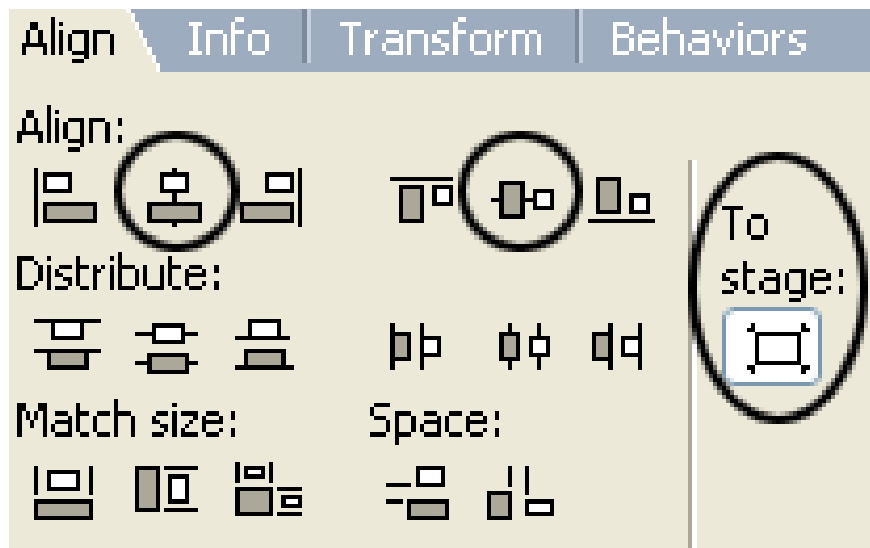 Align Info Transform Behaviors
Align:
To
stage:
Distribute:
Match size: Space: